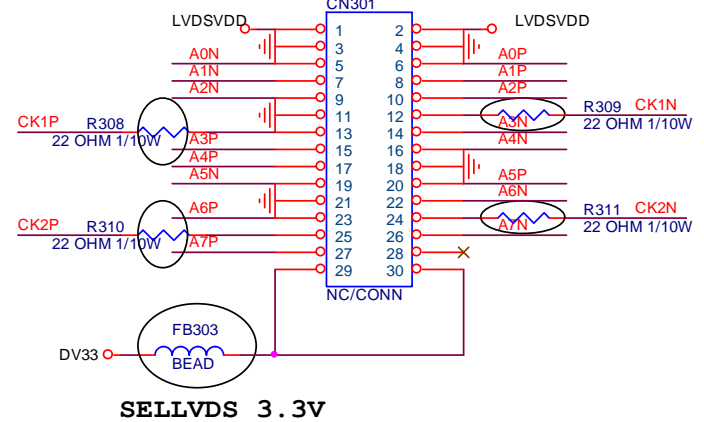 CN301
LVDSVDD
LVDSVDD
1 2
3 4
A0N 5 6 A0P
A1N 7 8 A1P
A2N 9 10 A2P
CK1P R308 11 12 R309 CK1N
22 OHM 1/10W 13 14 A3N 22 OHM 1/10W
A3P 15 16 A4N
A4P 17 18
A5N 19 20 A5P
21 22 A6N
CK2P R310 A6P 23 24 R311 CK2N
22 OHM 1/10W 25 26 A7N 22 OHM 1/10W
A7P 27 28
29 30
NC/CONN
FB303
DV33
BEAD
SELLVDS 3.3V